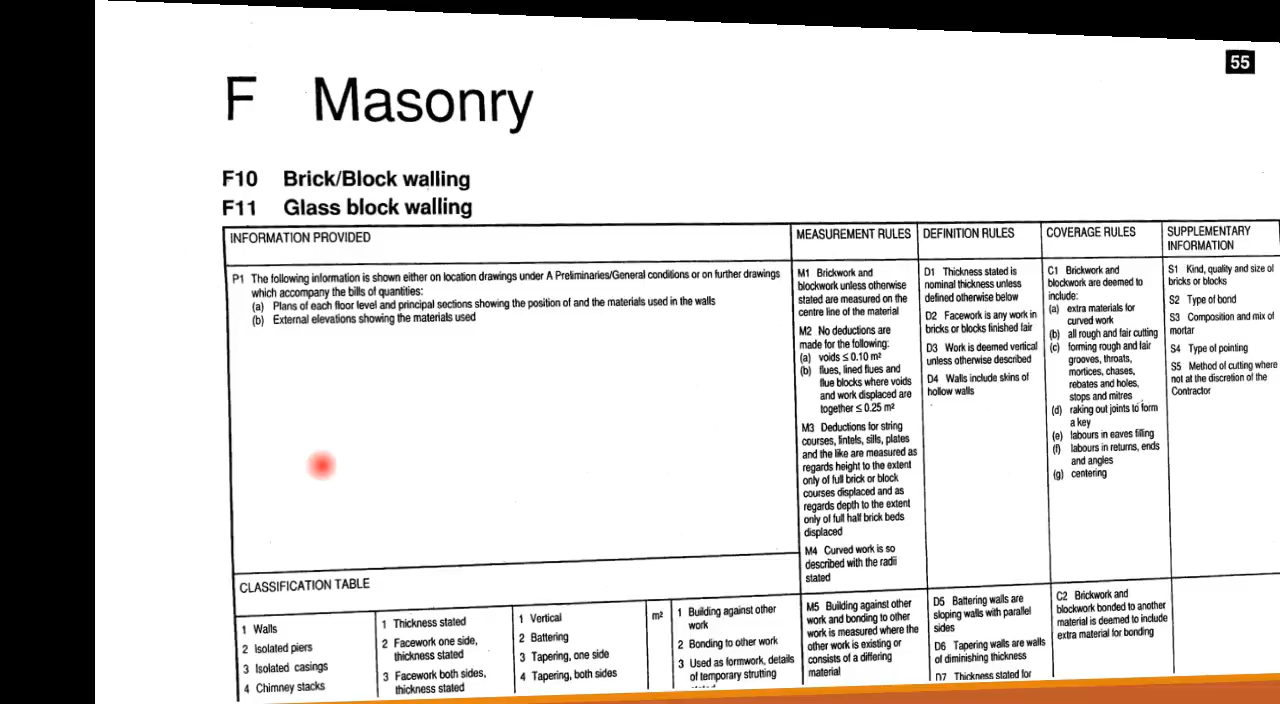 55
F Masonry
F10 Brick/Block walling
F11 Glass block walling
INFORMATION PROVIDED
P1 The following information is shown either on location drawings under A Preliminaries/General conditions or on further drawings
which accompany the bills of quantities:
(a) Plans of each floor level and principal sections showing the position of and the materials used in the walls
(b) External elevations showing the materials used
MEASUREMENT RULES
M1 Brickwork and
blockwork unless otherwise
stated are measured on the
centre line of the material
M2 No deductions are
made for the following:
(a) voids ≤ 0.10 m²
(b) flues, lined flues and
flue blocks where voids
and work displaced are
together ≤ 0.25 m²
M3 Deductions for string
courses, lintels, sills, plates
and the like are measured as
regards height to the extent
only of full brick or block
courses displaced and as
regards depth to the extent
only of full half brick beds
displaced
M4 Curved work is so
described with the radii
stated
DEFINITION RULES
D1 Thickness stated is
nominal thickness unless
defined otherwise below
D2 Facework is any work in
bricks or blocks finished fair
D3 Work is deemed vertical
unless otherwise described
D4 Walls include skins of
hollow walls
COVERAGE RULES
C1 Brickwork and
blockwork are deemed to
include:
(a) extra materials for
curved work
(b) all rough and fair cutting
(c) forming rough and fair
grooves, throats,
mortices, chases,
rebates and holes,
stops and mitres
(d) raking out joints to form
a key
(e) labours in eaves filling
(f) labours in returns, ends
and angles
(g) centering
SUPPLEMENTARY
INFORMATION
S1 Kind, quality and size of
bricks or blocks
S2 Type of bond
S3 Composition and mix of
mortar
S4 Type of pointing
S5 Method of cutting where
not at the discretion of the
Contractor
CLASSIFICATION TABLE
1 Walls
2 Isolated piers
3 Isolated casings
4 Chimney stacks
1 Thickness stated
2 Facework one side,
thickness stated
3 Facework both sides,
thickness stated
1 Vertical
2 Battering
3 Tapering, one side
4 Tapering, both sides
m²
1 Building against other
work
2 Bonding to other work
3 Used as formwork, details
of temporary strutting
M5 Building against other
work and bonding to other
work is measured where the
other work is existing or
consists of a differing
material
D5 Battering walls are
sloping walls with parallel
sides
D6 Tapering walls are walls
of diminishing thickness
D7 Thickness stated for
C2 Brickwork and
blockwork bonded to another
material is deemed to include
extra material for bonding